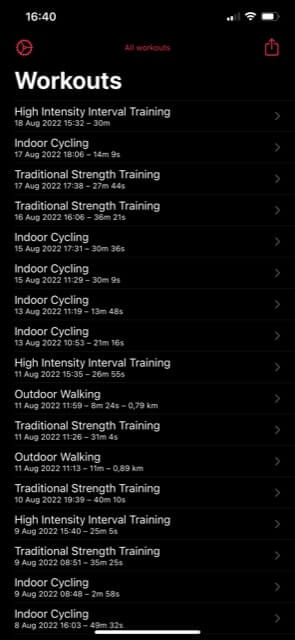 16:40
All workouts
Workouts
High Intensity Interval Training
18 Aug 2022 15:32 – 30m
Indoor Cycling
17 Aug 2022 18:06 – 14m 9s
Traditional Strength Training
17 Aug 2022 17:38 – 27m 44s
Traditional Strength Training
16 Aug 2022 16:06 – 36m 21s
Indoor Cycling
15 Aug 2022 17:31 – 30m 36s
Indoor Cycling
15 Aug 2022 11:29 – 30m 9s
Indoor Cycling
13 Aug 2022 11:19 – 13m 48s
Indoor Cycling
13 Aug 2022 10:53 – 21m 16s
High Intensity Interval Training
11 Aug 2022 15:35 – 26m 55s
Outdoor Walking
11 Aug 2022 11:59 – 8m 24s – 0,79 km
Traditional Strength Training
11 Aug 2022 11:26 – 31m 4s
Outdoor Walking
11 Aug 2022 11:13 – 11m – 0,89 km
Traditional Strength Training
10 Aug 2022 19:39 – 40m 10s
High Intensity Interval Training
9 Aug 2022 15:40 – 25m 5s
Traditional Strength Training
9 Aug 2022 08:51 – 35m 25s
Indoor Cycling
9 Aug 2022 08:48 – 2m 58s
Indoor Cycling
8 Aug 2022 16:03 – 49m 32s